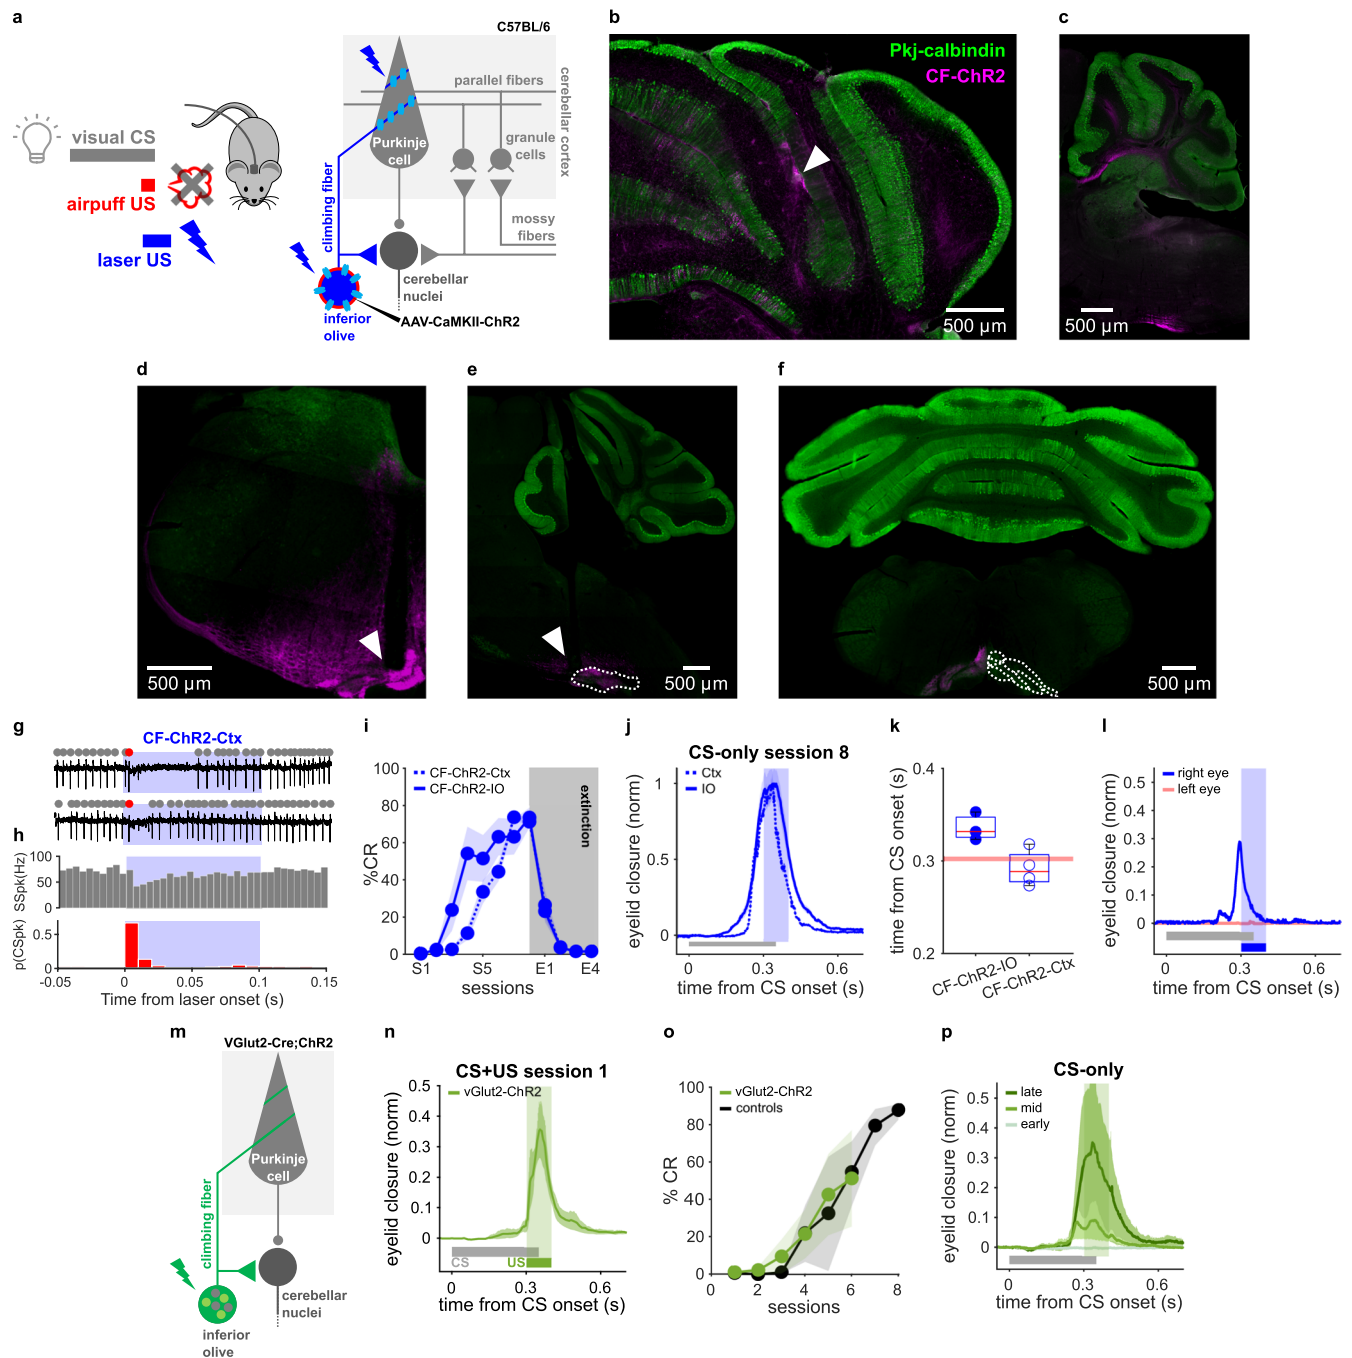 a
C57BL/6
visual CS
airpuff US
laser US
parallel fibers
Purkinje
cell
granule
cells
cerebellar cortex
climbing fiber
mossy
fibers
cerebellar
nuclei
inferior
olive
AAV-CaMKII-ChR2
b
Pkj-calbindin
CF-ChR2
500 µm
c
500 µm
d
500 µm
e
500 µm
f
500 µm
g
CF-ChR2-Ctx
h
SSpk(Hz)
100
50
0
p(CSpk)
0.5
0
-0.05
0
0.05
0.1
0.15
Time from laser onset (s)
i
CF-ChR2-Ctx
CF-ChR2-IO
extinction
%CR
100
80
60
40
20
0
S1
S5
E1
E4
sessions
j
CS-only session 8
Ctx
IO
eyelid closure (norm)
1
0.5
0
0
0.3
0.6
time from CS onset (s)
k
time from CS onset (s)
0.4
0.3
0.2
CF-ChR2-IO
CF-ChR2-Ctx
l
right eye
left eye
eyelid closure (norm)
0.5
0.4
0.3
0.2
0.1
0
0
0.3
0.6
time from CS onset (s)
m
VGlut2-Cre;ChR2
Purkinje
cell
climbing fiber
cerebellar
nuclei
inferior
olive
n
CS+US session 1
vGlut2-ChR2
eyelid closure (norm)
0.5
0.4
0.3
0.2
0.1
0
CS
US
0
0.3
0.6
time from CS onset (s)
o
vGlut2-ChR2
controls
% CR
100
80
60
40
20
0
0
2
4
6
8
sessions
p
CS-only
late
mid
early
eyelid closure (norm)
0.5
0.4
0.3
0.2
0.1
0
0
0.3
0.6
time from CS onset (s)